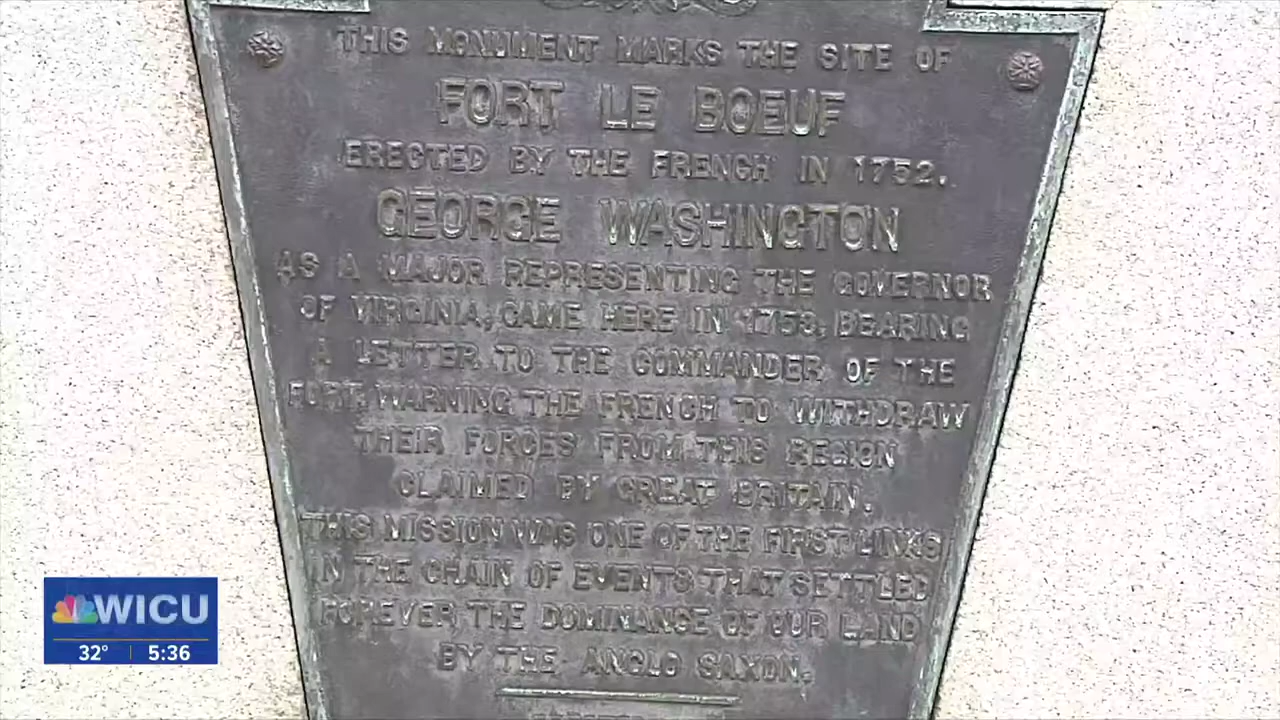 THIS MONUMENT MARKS THE SITE OF
FORT LE BOEUF
ERECTED BY THE FRENCH IN 1752.
GEORGE WASHINGTON
AS A MAJOR REPRESENTING THE GOVERNOR
OF VIRGINIA, CAME HERE IN 1753, BEARING
A LETTER TO THE COMMANDER OF THE
FORT WARNING THE FRENCH TO WITHDRAW
THEIR FORCES FROM THIS REGION
CLAIMED BY GREAT BRITAIN.
THIS MISSION WAS ONE OF THE FIRST LINKS
IN THE CHAIN OF EVENTS THAT SETTLED
FOREVER THE DOMINANCE OF OUR LAND
BY THE ANGLO SAXON.
WICU
32° 5:36